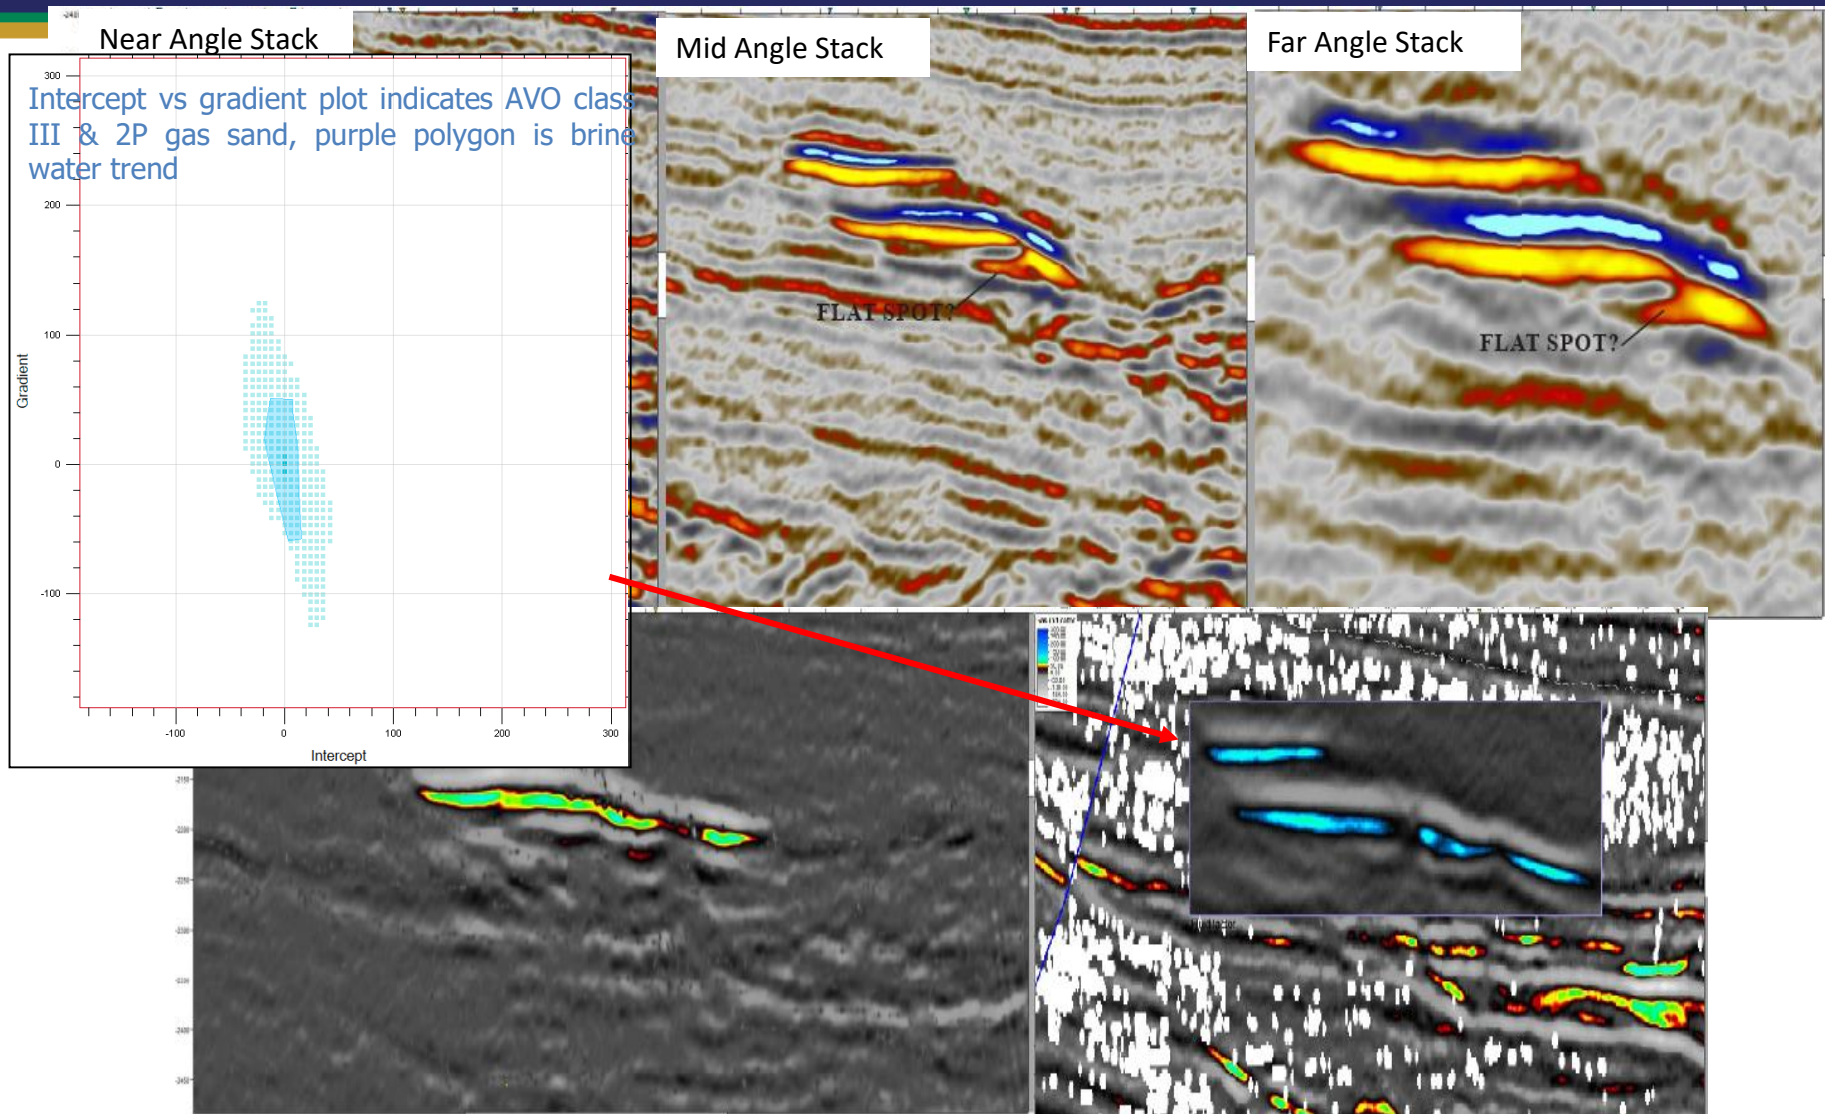 Near Angle Stack
Mid Angle Stack
Far Angle Stack
Intercept vs gradient plot indicates AVO class
III & 2P gas sand, purple polygon is brine
water trend
300
200
100
0
-100
Gradient
-100
0
100
200
300
Intercept
FLAT SPOT?
FLAT SPOT?